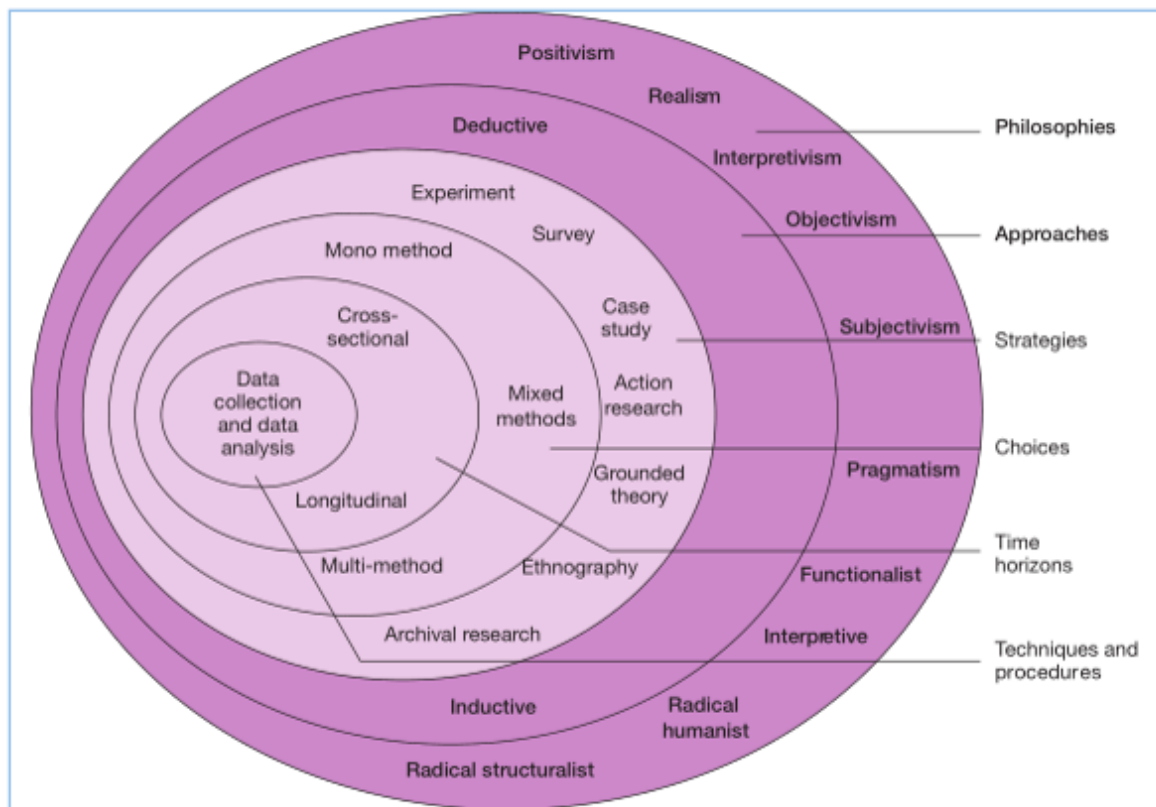 Positivism
Realism
Deductive
Philosophies
Interpretivism
Experiment
Objectivism
Survey
Approaches
Mono method
Case
study
Cross-
sectional
Subjectivism
Strategies
Data
collection
and data
analysis
Mixed
methods
Action
research
Choices
Pragmatism
Grounded
theory
Longitudinal
Time
horizons
Multi-method
Ethnography
Functionalist
Archival research
Interpretive
Techniques and
procedures
Inductive
Radical
humanist
Radical structuralist